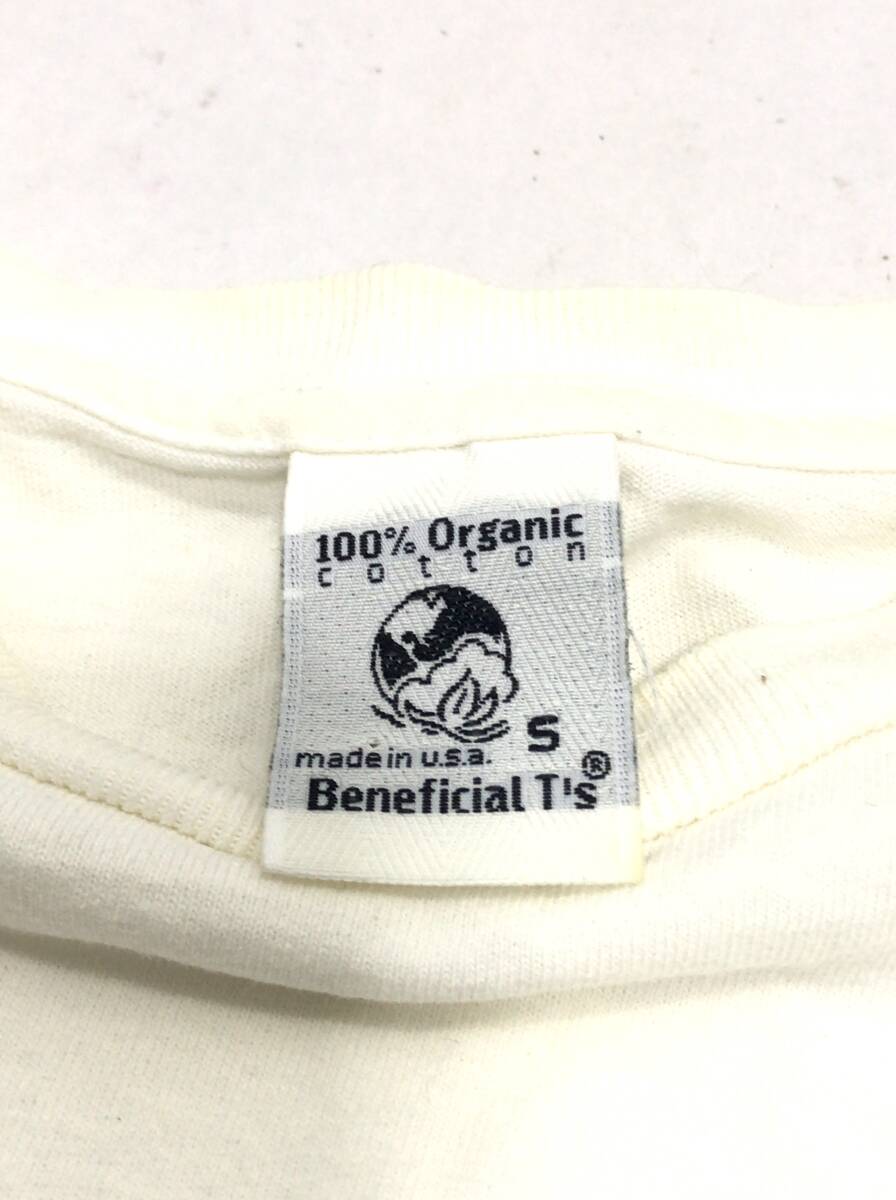 100% Organic
cotton
S
made in u.s.a.
Beneficial T's®